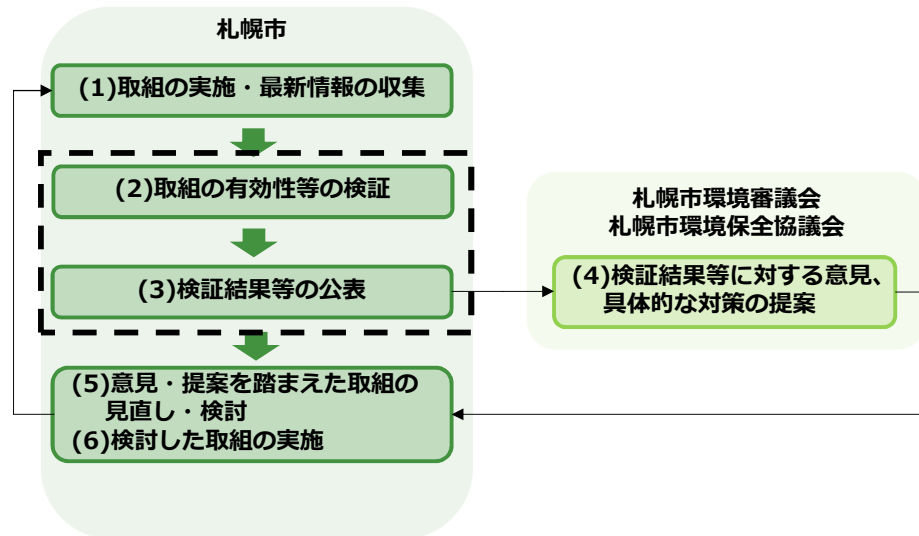 札幌市
(1)取組の実施・最新情報の収集
(2)取組の有効性等の検証
(3)検証結果等の公表
札幌市環境審議会
札幌市環境保全協議会
(4)検証結果等に対する意見、
具体的な対策の提案
(5)意見・提案を踏まえた取組の
見直し・検討
(6)検討した取組の実施